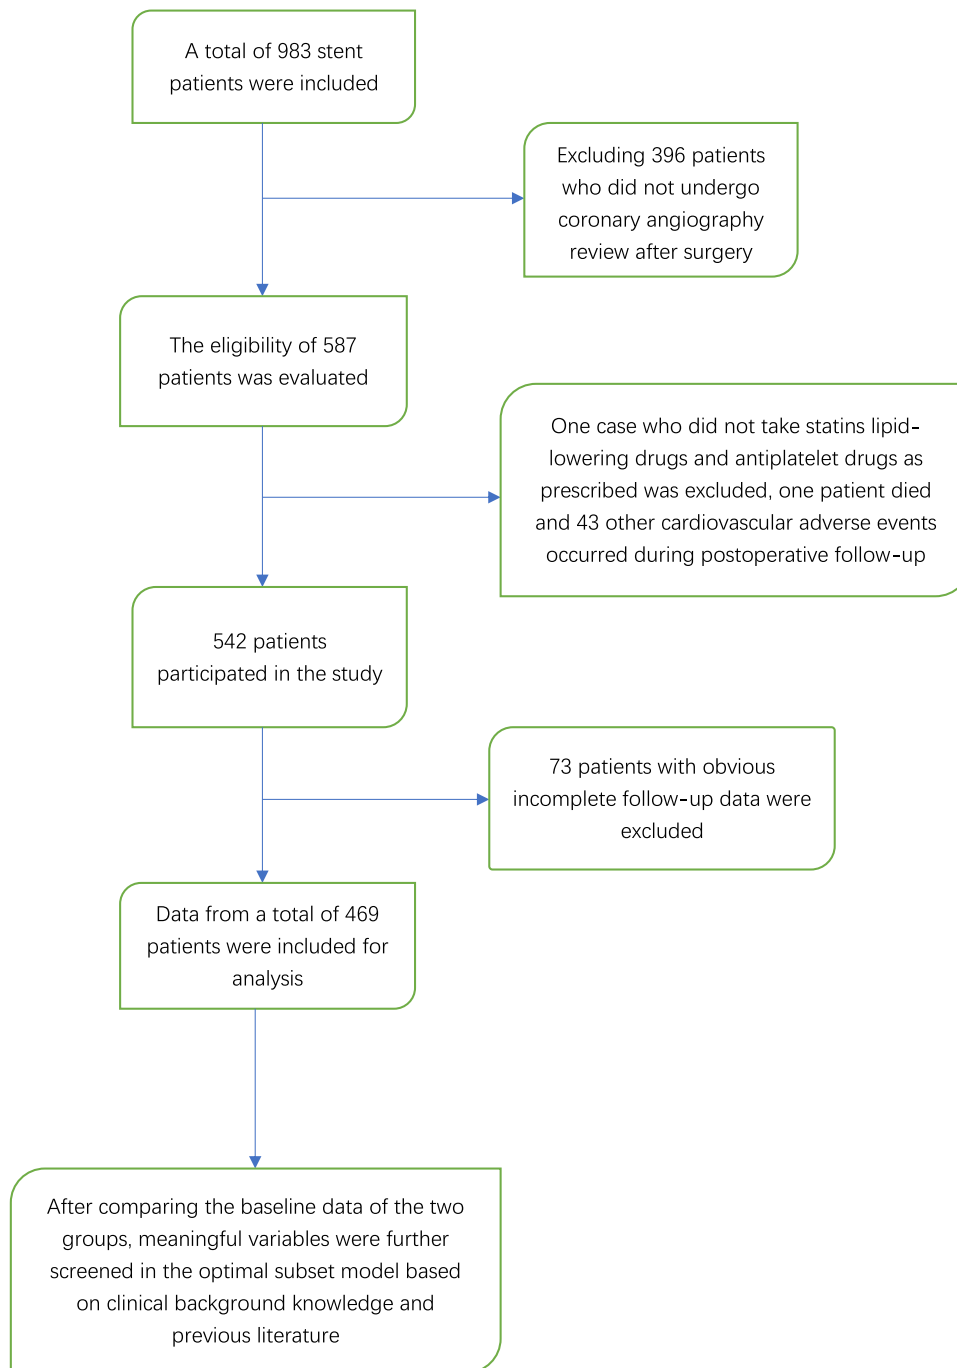 A total of 983 stent
patients were included
Excluding 396 patients
who did not undergo
coronary angiography
review after surgery
The eligibility of 587
patients was evaluated
One case who did not take statins lipid-
lowering drugs and antiplatelet drugs as
prescribed was excluded, one patient died
and 43 other cardiovascular adverse events
occurred during postoperative follow-up
542 patients
participated in the study
73 patients with obvious
incomplete follow-up data were
excluded
Data from a total of 469
patients were included for
analysis
After comparing the baseline data of the two
groups, meaningful variables were further
screened in the optimal subset model based
on clinical background knowledge and
previous literature